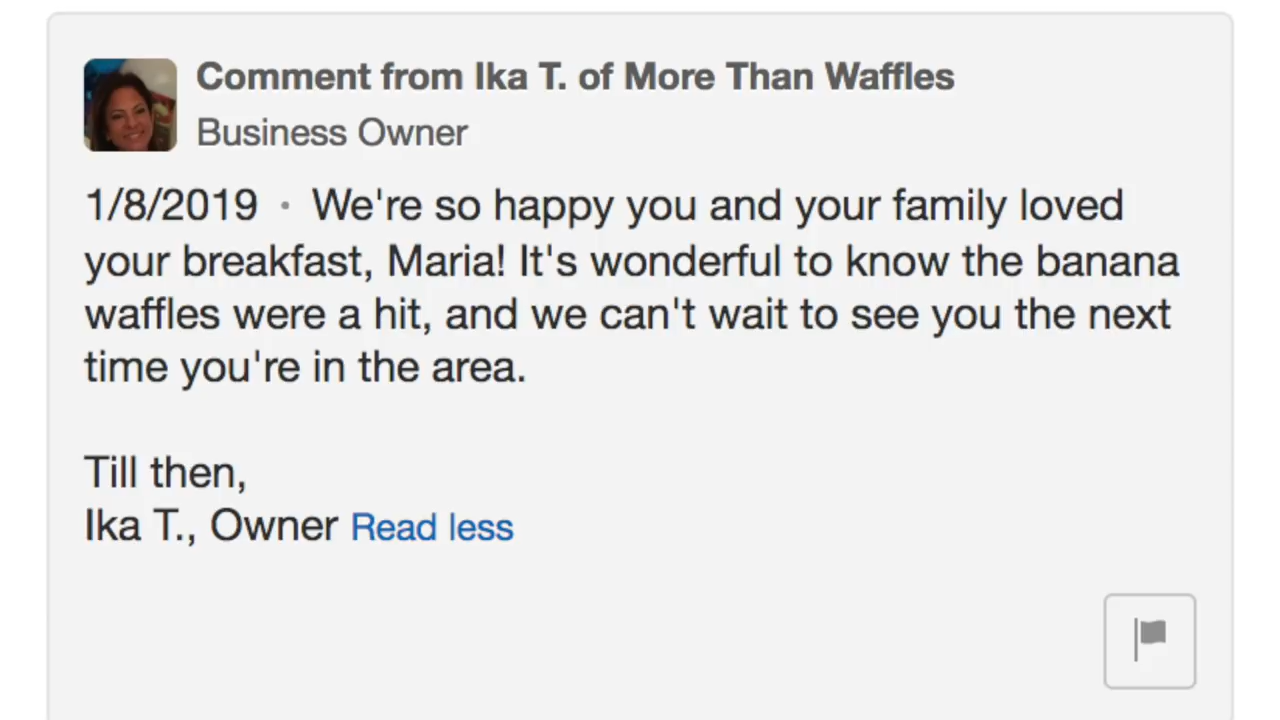 Comment from Ika T. of More Than Waffles
Business Owner
1/8/2019 · We're so happy you and your family loved
your breakfast, Maria! It's wonderful to know the banana
waffles were a hit, and we can't wait to see you the next
time you're in the area.
Till then,
Ika T., Owner Read less